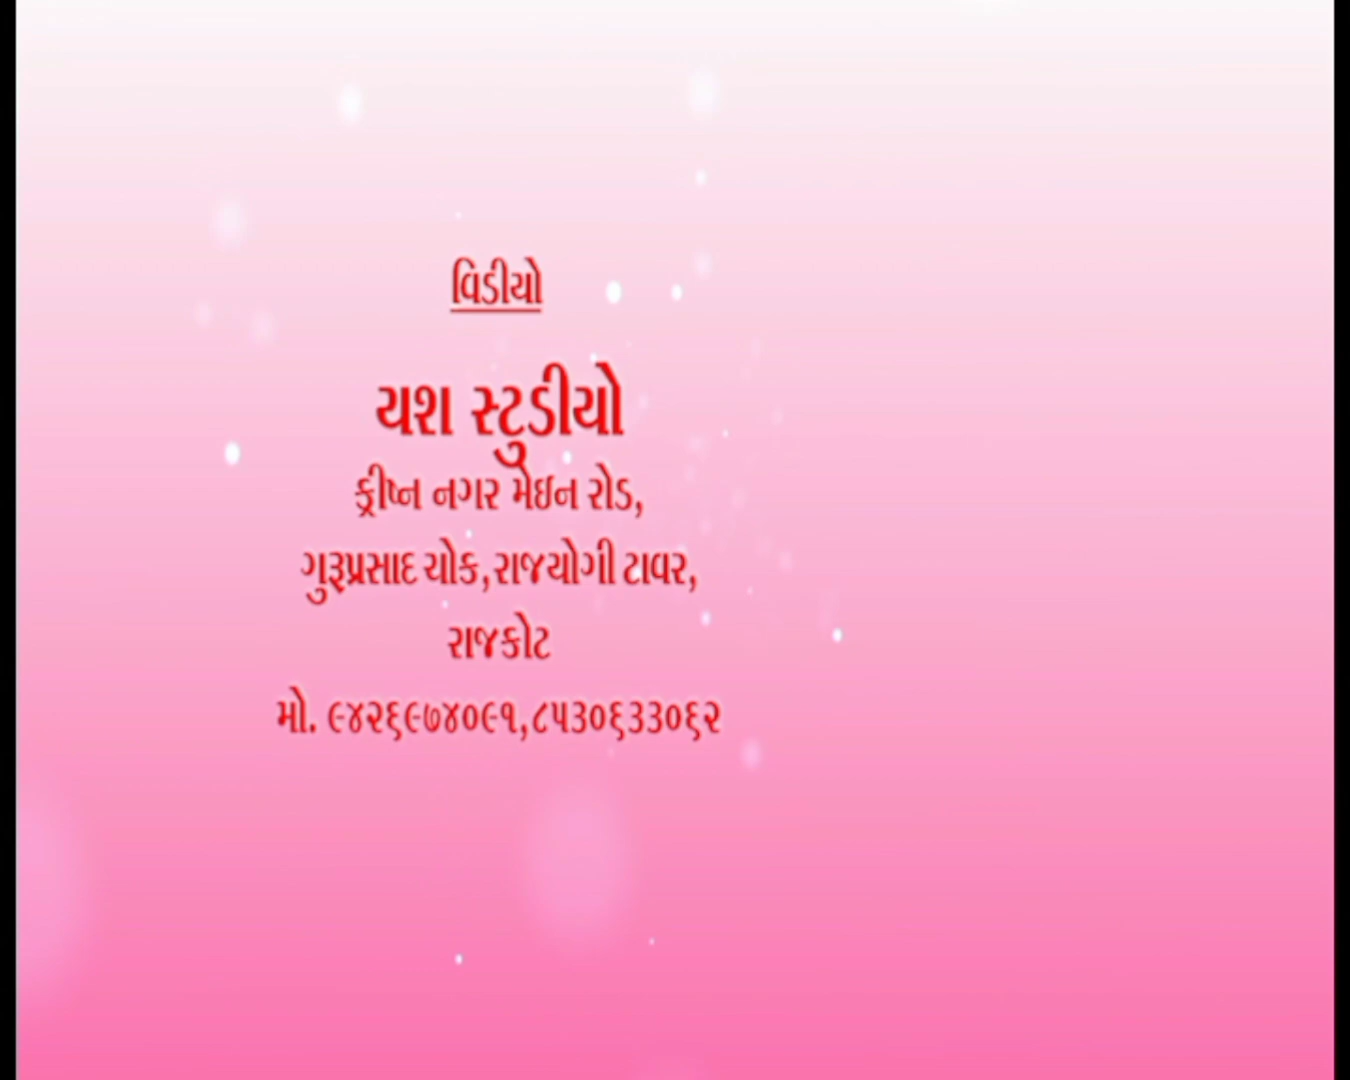 વિડીયો
યશ સ્ટુડીયો
ક્રીષ્ન નગર મેઇન રોડ,
ગુરૂપ્રસાદ ચોક,રાજયોગી ટાવર,
રાજકોટ
મો. ૯૪૨૬૯૭૪૦૯૧,૮૫૩૦૬૩૩૦૬૨